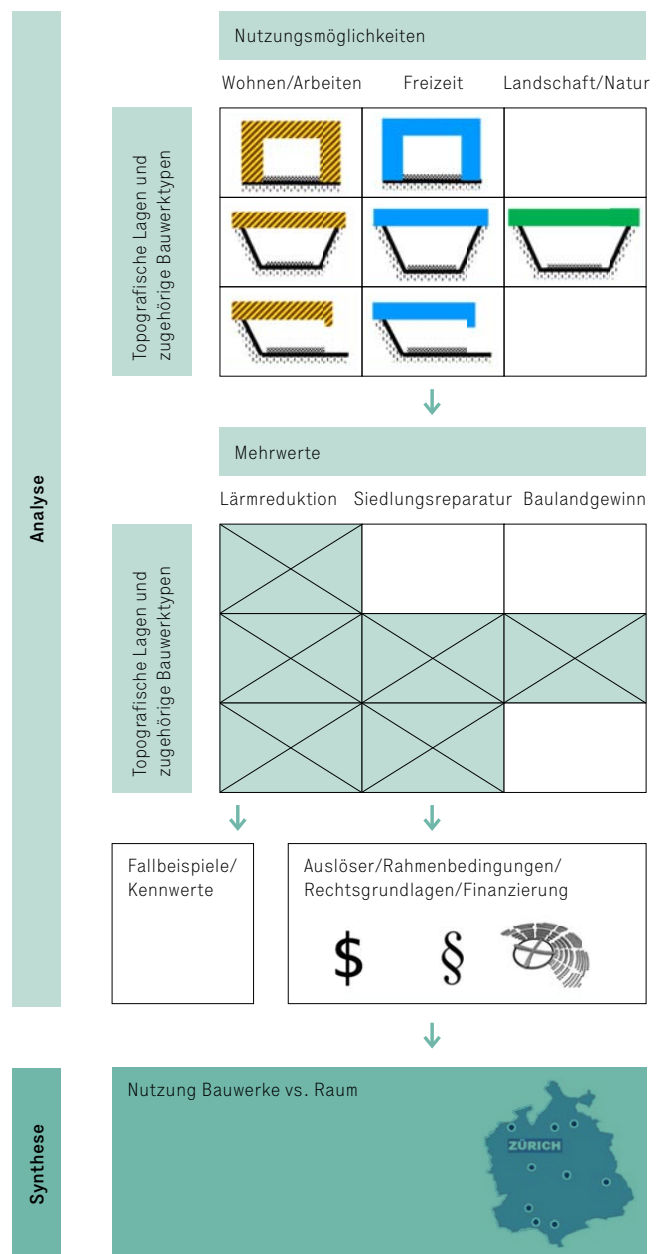 Analyse
Nutzungsmöglichkeiten
Wohnen/Arbeiten Freizeit Landschaft/Natur
Topografische Lagen und
zugehörige Bauwerktypen
Mehrwerte
Lärmreduktion Siedlungsreparatur Baulandgewinn
Topografische Lagen und
zugehörige Bauwerktypen
Fallbeispiele/
Kennwerte
Auslöser/Rahmenbedingungen/
Rechtsgrundlagen/Finanzierung
$ §
Synthese
Nutzung Bauwerke vs. Raum
ZÜRICH